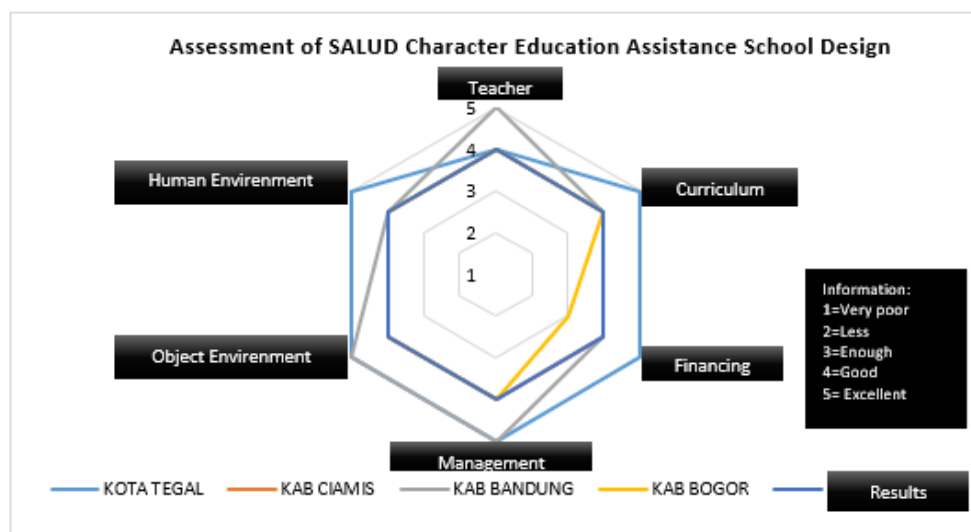 Assessment of SALUD Character Education Assistance School Design
Teacher
5
4
Human Envirenment
Curriculum
3
2
1
Information:
1=Very poor
2=Less
3=Enough
4=Good
5= Excellent
Object Envirenment
Financing
Management
KOTA TEGAL
KAB CIAMIS
KAB BANDUNG
KAB BOGOR
Results